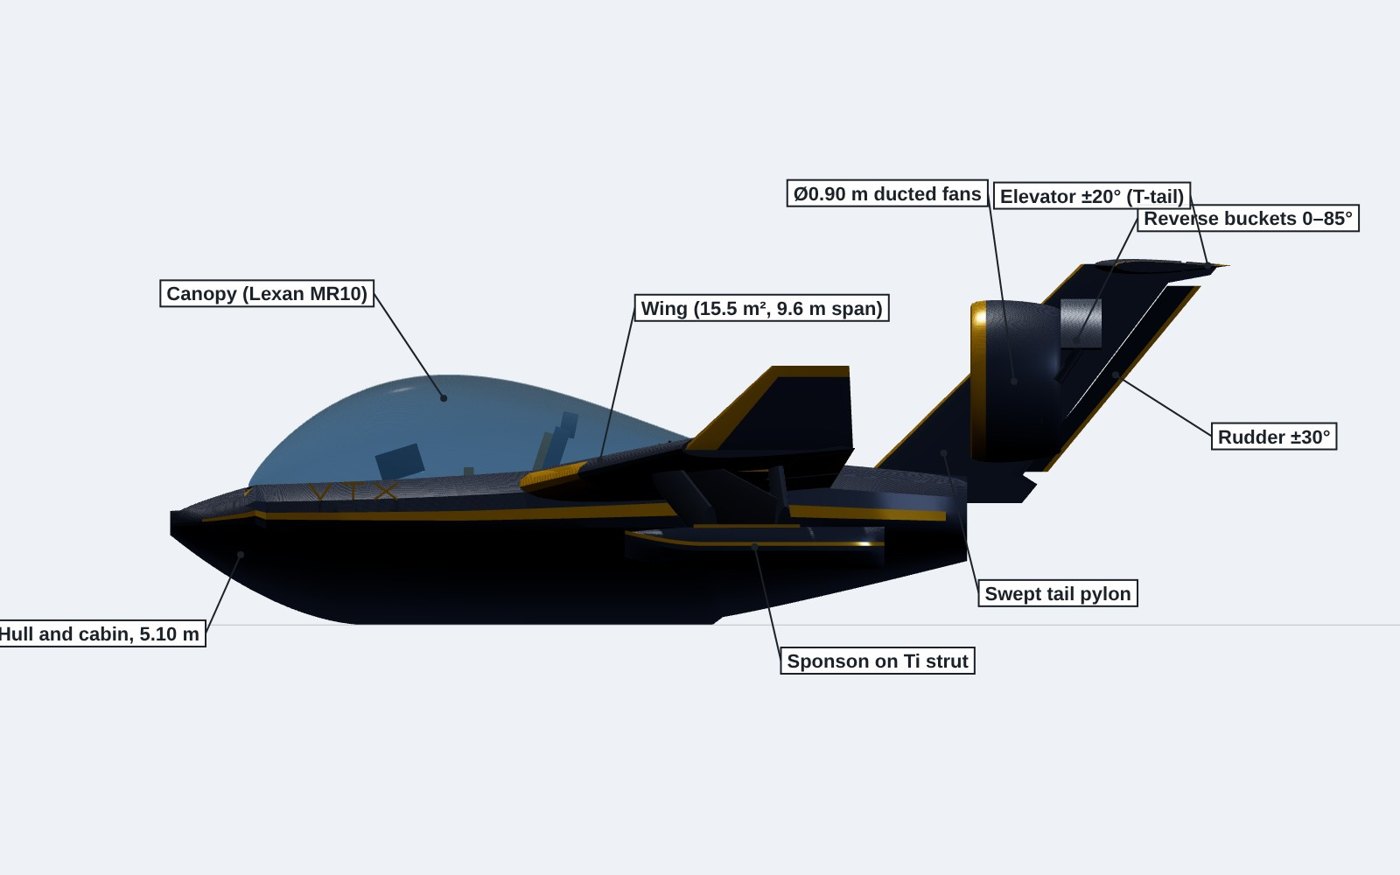 Ø0.90 m ducted fans
Elevator ±20° (T-tail)
Reverse buckets 0–85°
Canopy (Lexan MR10)
Wing (15.5 m², 9.6 m span)
Rudder ±30°
VTX
Swept tail pylon
Hull and cabin, 5.10 m
Sponson on Ti strut